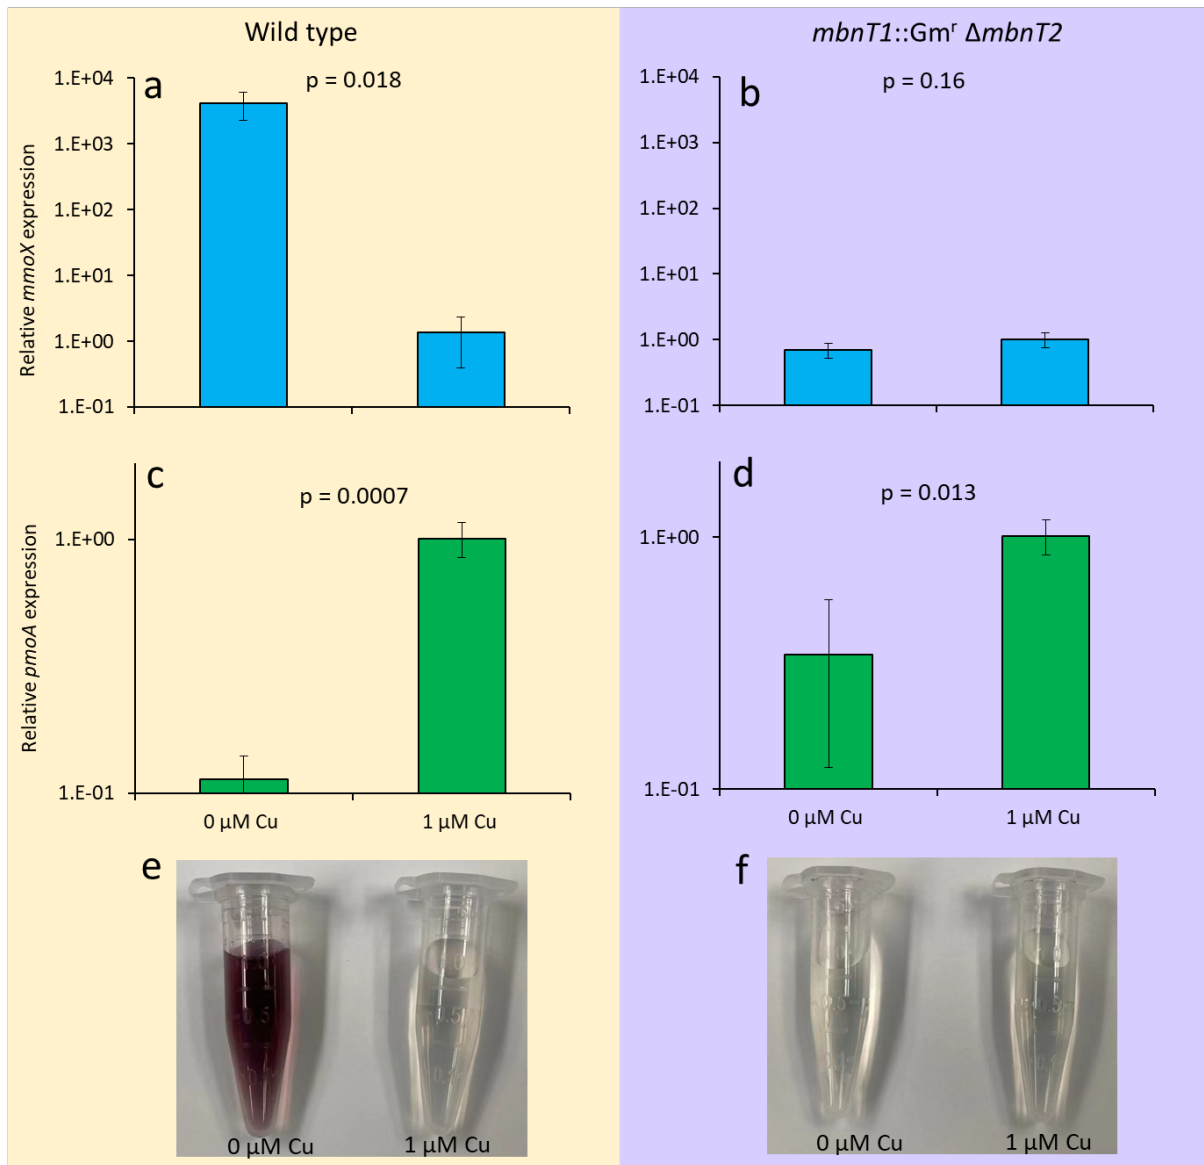 Wild type
mbnT1::Gmʳ ΔmbnT2
a
p = 0.018
b
p = 0.16
Relative mmoX expression
1.E+04
1.E+03
1.E+02
1.E+01
1.E+00
1.E-01
1.E+04
1.E+03
1.E+02
1.E+01
1.E+00
1.E-01
c
p = 0.0007
d
p = 0.013
Relative pmoA expression
1.E+00
1.E-01
1.E+00
1.E-01
0 µM Cu
1 µM Cu
0 µM Cu
1 µM Cu
e
f
0.5
0 µM Cu
1 µM Cu
0 µM Cu
1 µM Cu